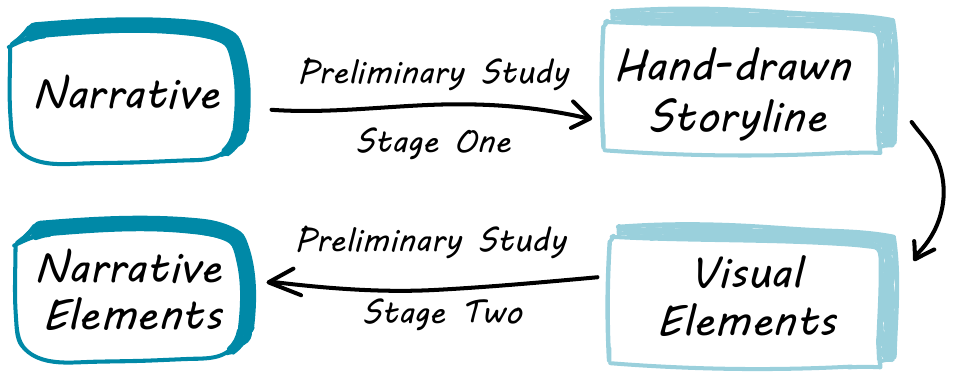 Narrative
Preliminary Study
Stage One
Hand-drawn
Storyline
Narrative
Elements
Preliminary Study
Stage Two
Visual
Elements